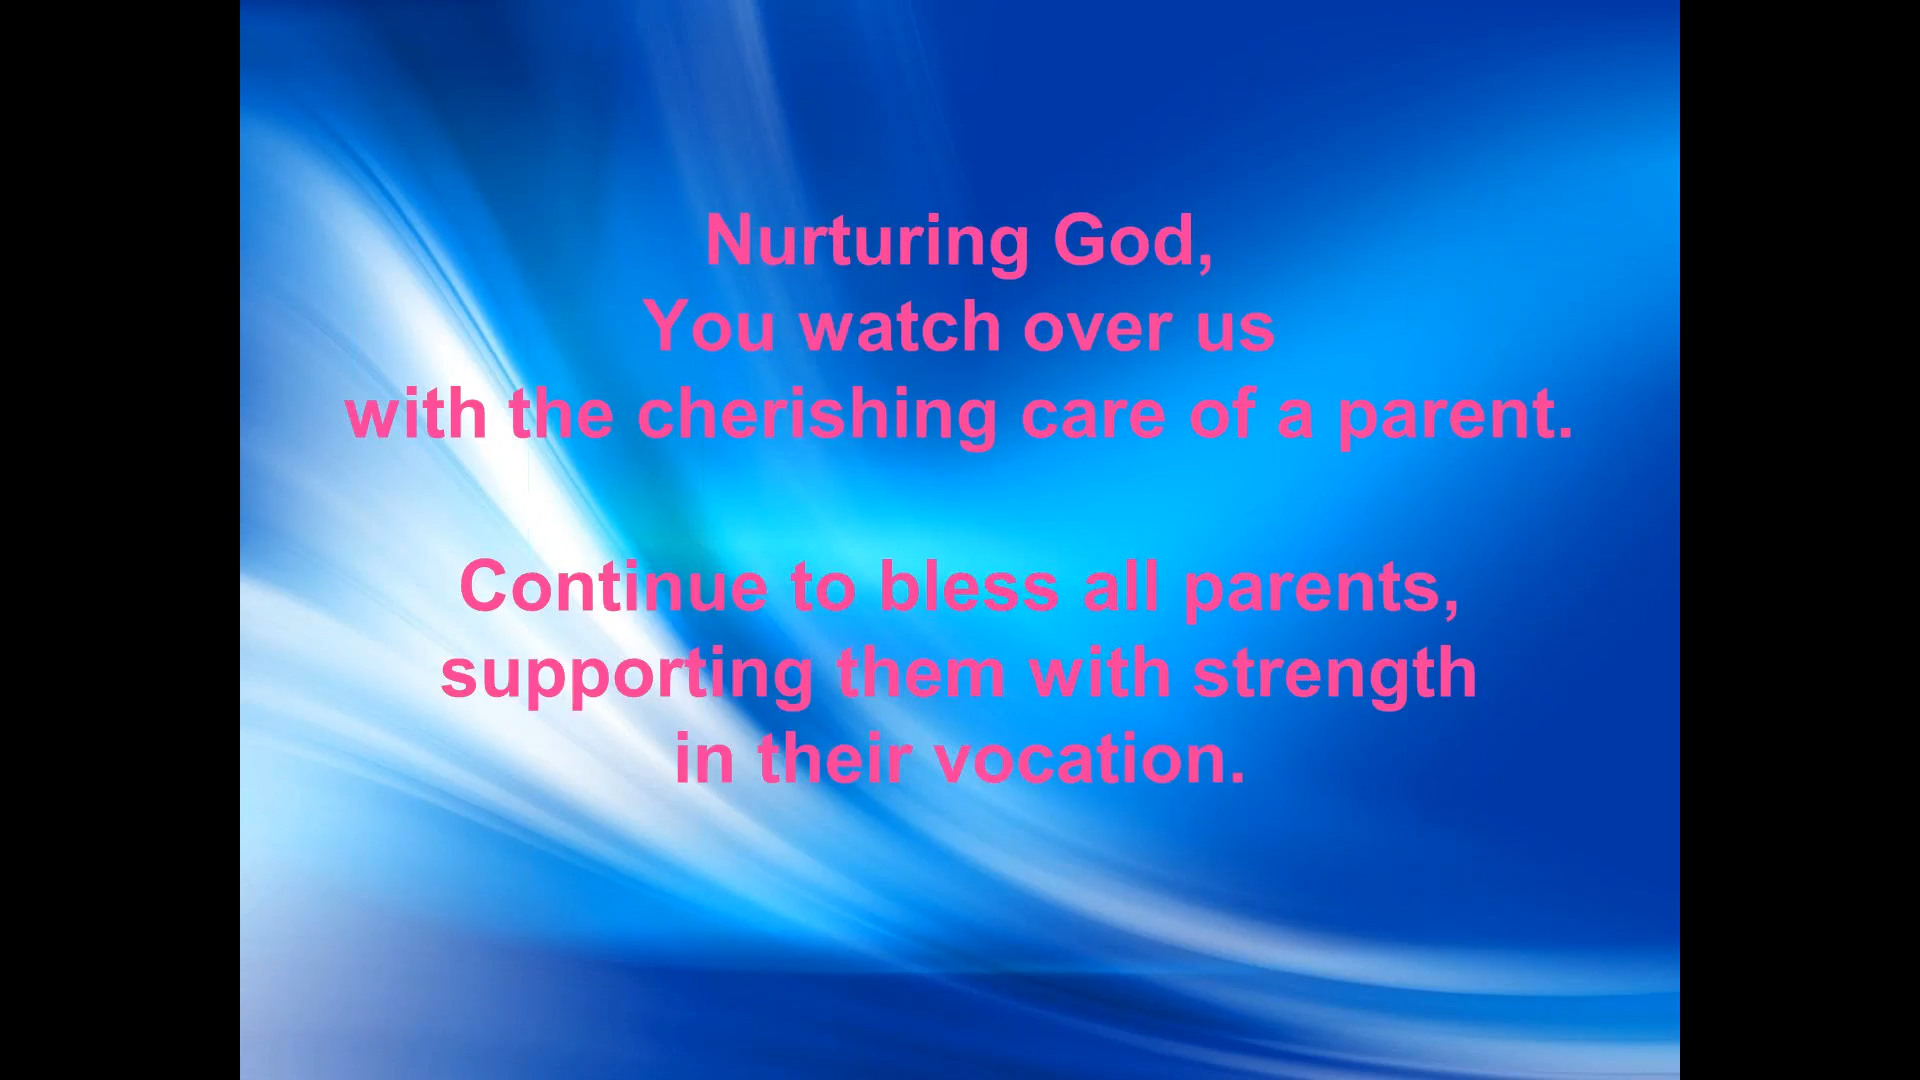 Nurturing God,
You watch over us
with the cherishing care of a parent.
Continue to bless all parents,
supporting them with strength
in their vocation.